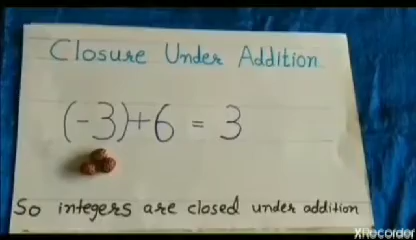 Closure Under Addition
(-3)+6 = 3
So integers are closed under addition
XRecorder